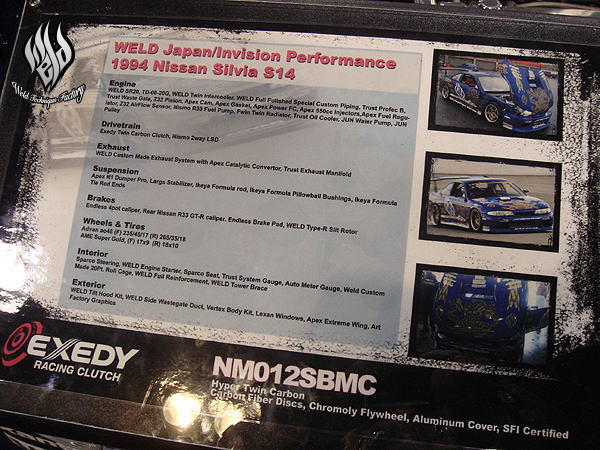 WELD
Weld Technique Factory
WELD Japan/Invision Performance
1994 Nissan Silvia S14
Engine
WELD SR20, TD-06-20G, WELD Twin Intercooler, WELD Full Polished Special Custom Piping, Trust Profec B,
Trust Waste Gate, Z32 Piston, Apex Cam, Apex Gasket, Apex Power FC, Apex 550cc Injectors,Apex Fuel Regu-
lator, Z32 AirFlow Sensor, Nismo R33 Fuel Pump, Fwin Twin Radiator, Trust Oil Cooler, JUN Water Pump, JUN
Pulley
Drivetrain
Exedy Twin Carbon Clutch, Nismo 2way LSD
Exhaust
WELD Custom Made Exhaust System with Apex Catalytic Convertor, Trust Exhaust Manifold
Suspension
Apex N1 Dumper Pro, Largs Stabilizer, Ikeya Formula rod, Ikeya Formula Pillowball Bushings, Ikeya Formula
Tie Rod Ends
Brakes
Endless 4pot caliper, Rear Nissan R33 GT-R caliper. Endless Brake Pad, WELD Type-R Slit Rotor
Wheels & Tires
Advan ao48 (F) 235/45/17 (R) 265/35/18
AME Super Gold, (F) 17x9 (R) 18x10
Interior
Sparco Steering, WELD Engine Starter, Sparco Seat, Trust System Gauge, Auto Meter Gauge, Weld Custom
Made 20Pt. Roll Cage, WELD Full Reinforcement, WELD Tower Brace
Exterior
WELD Tilt Hood Kit, WELD Side Wastegate Duct, Vertex Body Kit, Lexan Windows, Apex Extreme Wing, Art
Factory Graphics
EXEDY
RACING CLUTCH
NM012SBMC
Hyper Twin Carbon
Carbon Fiber Discs, Chromoly Flywheel, Aluminum Cover, SFI Certified